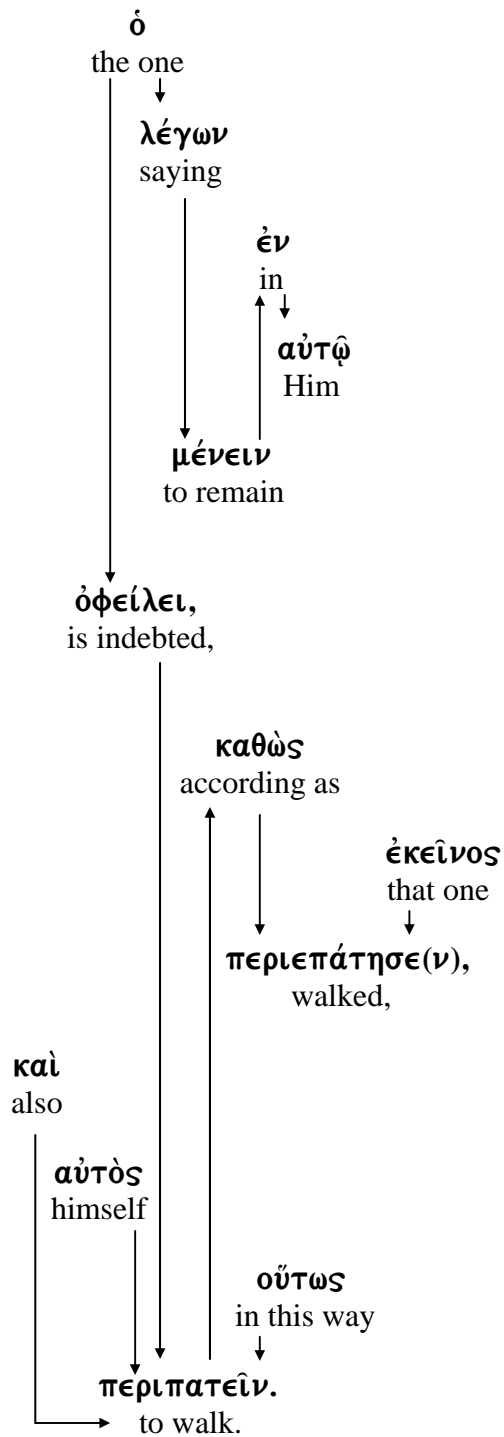 ὁ
the one
λέγων
saying
ἐν
in
αὐτῷ
Him
μένειν
to remain
ὀφείλει,
is indebted,
καθὼς
according as
ἐκεῖνος
that one
περιεπάτησε(ν),
walked,
καὶ
also
αὐτὸς
himself
οὕτως
in this way
περιπατεῖν.
to walk.